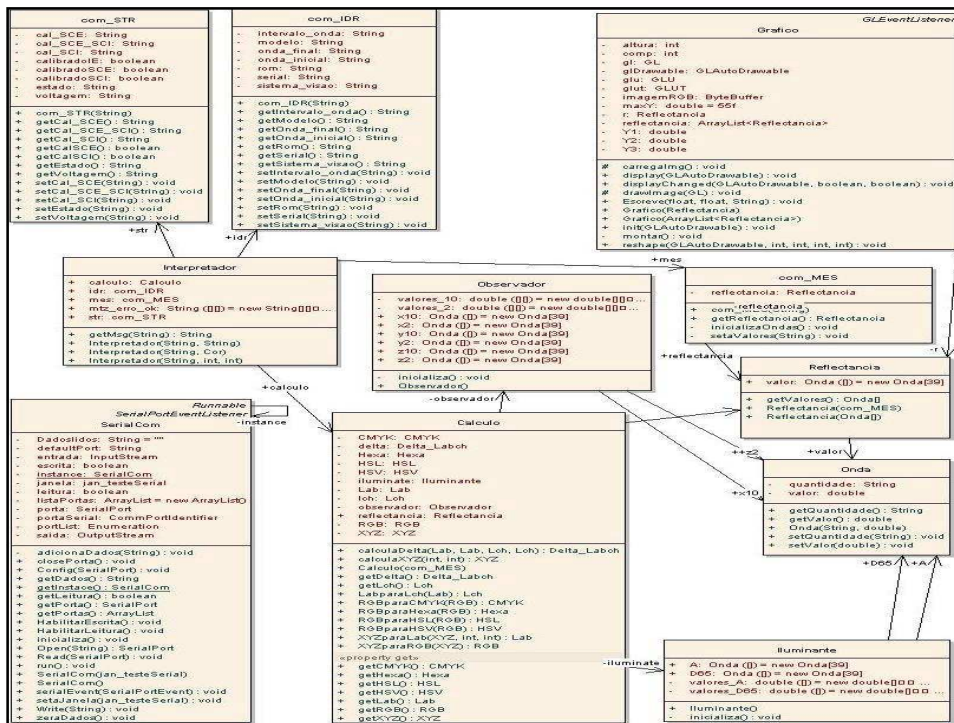 com_STR
- cal_SCE: String
- cal_SCE_SCI: String
- cal_SCI: String
- calibradoIE: boolean
- calibradoSCE: boolean
- calibradoSCI: boolean
- estado: String
- voltagem: String
+ com_STR(String)
+ getCal_SCE() : String
+ getCal_SCE_SCI() : String
+ getCal_SCI() : String
+ getCalSCE() : boolean
+ getCalSCI() : boolean
+ getEstado() : String
+ getVoltagem() : String
+ setCal_SCE(String) : void
+ setCal_SCE_SCI(String) : void
+ setCal_SCI(String) : void
+ setEstado(String) : void
+ setVoltagem(String) : void
com_IDR
- intervalo_onda: String
- modelo: String
- onda_final: String
- onda_inicial: String
- rom: String
- serial: String
- sistema_visao: String
+ com_IDR(String)
+ getIntervalo_onda() : String
+ getModelo() : String
+ getOnda_final() : String
+ getOnda_inicial() : String
+ getRom() : String
+ getSerial() : String
+ getSistema_visao() : String
+ setIntervalo_onda(String) : void
+ setModelo(String) : void
+ setOnda_final(String) : void
+ setOnda_inicial(String) : void
+ setRom(String) : void
+ setSerial(String) : void
+ setSistema_visao(String) : void
GLEventListener
Grafico
- altura: int
- comp: int
- gl: GL
- glDrawable: GLAutoDrawable
- glu: GLU
- glut: GLUT
- imagemRGB: ByteBuffer
- maxY: double = 55f
- r: Reflectancia
- reflectancia: ArrayList<Reflectancia>
- Y1: double
- Y2: double
- Y3: double
# carregaImg() : void
+ display(GLAutoDrawable) : void
+ displayChanged(GLAutoDrawable, boolean, boolean) : void
# drawImage(GL) : void
+ Escreve(float, float, String) : void
+ Grafico(Reflectancia)
+ Grafico(ArrayList<Reflectancia>)
+ init(GLAutoDrawable) : void
- montar() : void
+ reshape(GLAutoDrawable, int, int, int, int) : void
+str
+idr
+mes
Interpretador
+ calculo: Calculo
+ idr: com_IDR
+ mes: com_MES
+ mtz_erro_ok: String ([][]) = new String[][] ...
+ str: com_STR
+ getMsg(String) : String
+ Interpretador(String, String)
+ Interpretador(String, Cor)
+ Interpretador(String, int, int)
Observador
- valores_10: double ([][]) = new double[][] ...
- valores_2: double ([][]) = new double[][] ...
+ x10: Onda ([]) = new Onda[39]
+ x2: Onda ([]) = new Onda[39]
+ y10: Onda ([]) = new Onda[39]
+ y2: Onda ([]) = new Onda[39]
+ z10: Onda ([]) = new Onda[39]
+ z2: Onda ([]) = new Onda[39]
- inicializa() : void
+ Observador()
com_MES
- reflectancia: Reflectancia
-reflectancia
+ getReflectancia() : Reflectancia
- inicializaOndas() : void
- setaValores(String) : void
-r
+reflectancia
Reflectancia
+ valor: Onda ([]) = new Onda[39]
+ getValores() : Onda[]
+ Reflectancia(com_MES)
+ Reflectancia(Onda[])
+calculo
-observador
+valor
Runnable
SerialPortEventListener
SerialCom
-instance
- Dadoslidos: String = ""
- defaultPort: String
- entrada: InputStream
- escrita: boolean
- instance: SerialCom
- janela: jan_testeSerial
- leitura: boolean
- listaPortas: ArrayList = new ArrayList()
- porta: SerialPort
- portaSerial: CommPortIdentifier
- portList: Enumeration
- saida: OutputStream
- adicionaDados(String) : void
+ closePorta() : void
+ Config(SerialPort) : void
+ getDados() : String
+ getInstace() : SerialCom
+ getLeitura() : boolean
+ getPorta() : SerialPort
+ getPortas() : ArrayList
+ HabilitarEscrita() : void
+ HabilitarLeitura() : void
+ inicializa() : void
+ Open(String) : SerialPort
+ Read(SerialPort) : void
+ run() : void
+ SerialCom(jan_testeSerial)
+ SerialCom()
+ serialEvent(SerialPortEvent) : void
+ setaJanela(jan_testeSerial) : void
+ Write(String) : void
+ zeraDados() : void
Calculo
- CMYK: CMYK
- delta: Delta_Labch
- Hexa: Hexa
- HSL: HSL
- HSV: HSV
- iluminate: Iluminante
- Lab: Lab
- lch: Lch
- observador: Observador
+ reflectancia: Reflectancia
- RGB: RGB
- XYZ: XYZ
+ calculaDelta(Lab, Lab, Lch, Lch) : Delta_Labch
+ calculaXYZ(int, int) : XYZ
+ Calculo(com_MES)
+ getDelta() : Delta_Labch
+ getLch() : Lch
+ LabparaLch(Lab) : Lch
+ RGBparaCMYK(RGB) : CMYK
+ RGBparaHexa(RGB) : Hexa
+ RGBparaHSL(RGB) : HSL
+ RGBparaHSV(RGB) : HSV
+ XYZparaLab(XYZ, int, int) : Lab
+ XYZparaRGB(XYZ) : RGB
«property get»
+ getCMYK() : CMYK
+ getHexa() : Hexa
+ getHSL() : HSL
+ getHSV() : HSV
+ getLab() : Lab
+ getRGB() : RGB
+ getXYZ() : XYZ
+x10
Onda
- quantidade: String
- valor: double
+ getQuantidade() : String
+ getValor() : double
+ Onda(String, double)
+ setQuantidade(String) : void
+ setValor(double) : void
+D65
+A
-iluminate
Iluminante
+ A: Onda ([]) = new Onda[39]
+ D65: Onda ([]) = new Onda[39]
- valores_A: double ([]) = new double[] ...
- valores_D65: double ([]) = new double[] ...
+ Iluminante()
- inicializa() : void